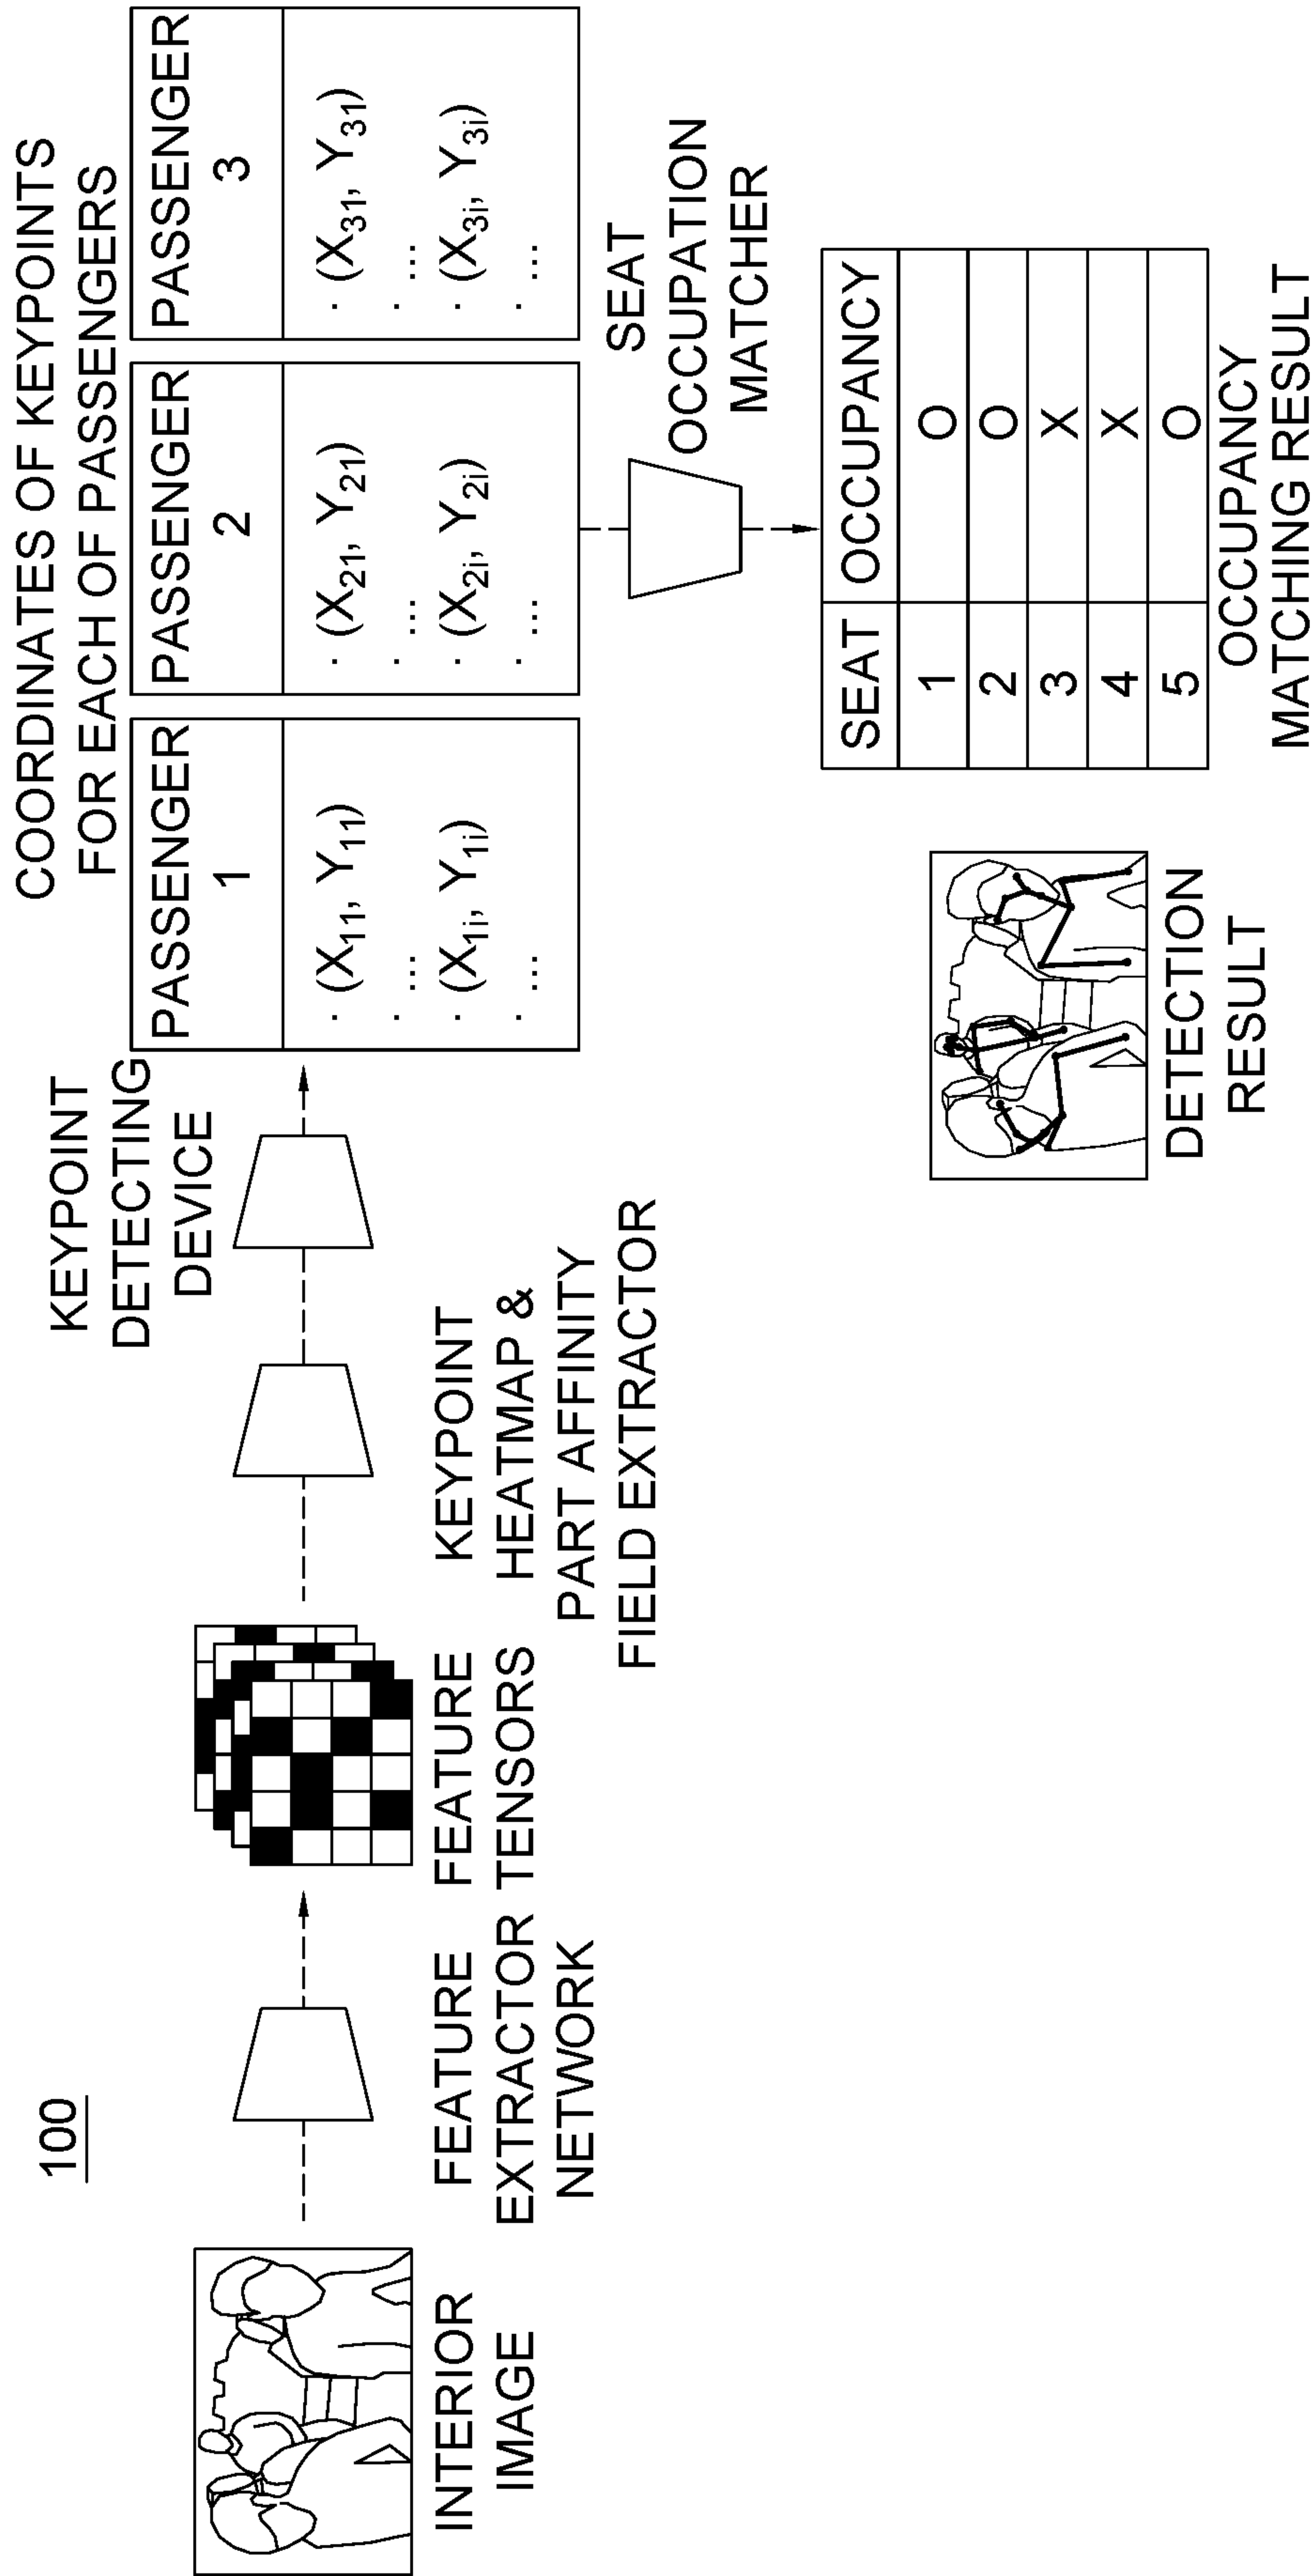 100
INTERIOR
IMAGE
FEATURE
EXTRACTOR
NETWORK
FEATURE
TENSORS
KEYPOINT
HEATMAP &
PART AFFINITY
FIELD EXTRACTOR
KEYPOINT
DETECTING
DEVICE
COORDINATES OF KEYPOINTS
FOR EACH OF PASSENGERS
PASSENGER
1
· (X11, Y11)
· ...
· (X1i, Y1i)
· ...
PASSENGER
2
· (X21, Y21)
· ...
· (X2i, Y2i)
· ...
PASSENGER
3
· (X31, Y31)
· ...
· (X3i, Y3i)
· ...
SEAT
OCCUPATION
MATCHER
SEAT OCCUPANCY
1 O
2 O
3 X
4 X
5 O
OCCUPANCY
MATCHING RESULT
DETECTION
RESULT